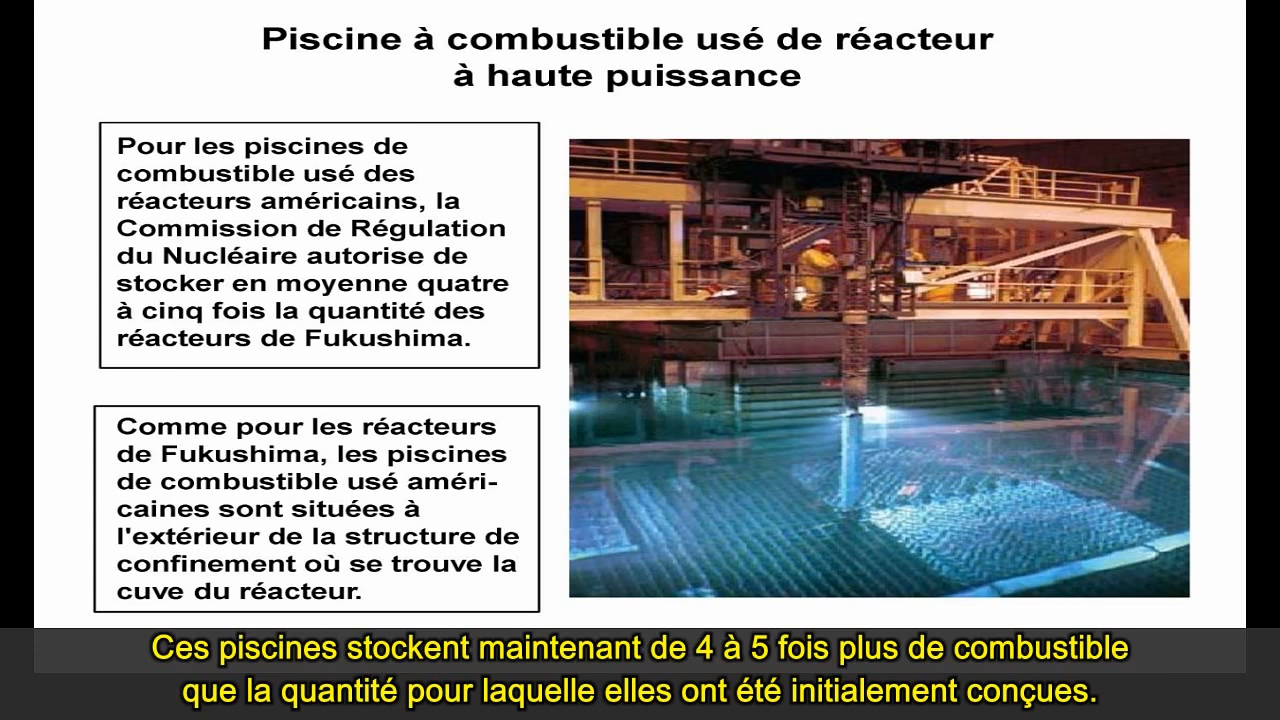 Piscine à combustible usé de réacteur
à haute puissance
Pour les piscines de
combustible usé des
réacteurs américains, la
Commission de Régulation
du Nucléaire autorise de
stocker en moyenne quatre
à cinq fois la quantité des
réacteurs de Fukushima.
Comme pour les réacteurs
de Fukushima, les piscines
de combustible usé améri-
caines sont situées à
l'extérieur de la structure de
confinement où se trouve la
cuve du réacteur.
Ces piscines stockent maintenant de 4 à 5 fois plus de combustible
que la quantité pour laquelle elles ont été initialement conçues.